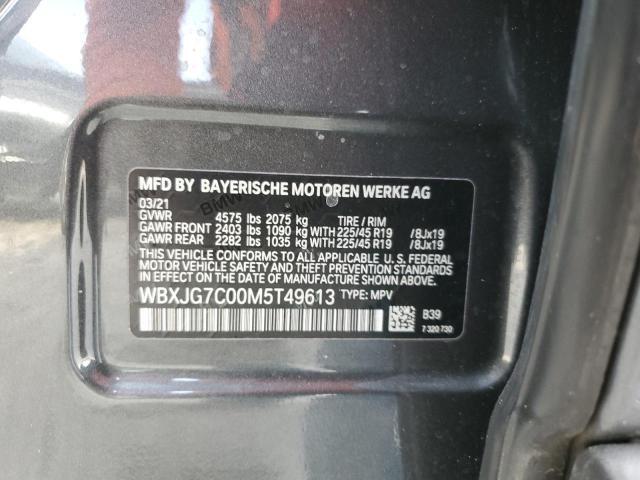 MFD BY BAYERISCHE MOTOREN WERKE AG
03/21
GVWR 4575 lbs 2075 kg TIRE / RIM
GAWR FRONT 2403 lbs 1090 kg WITH 225/45 R19 /8Jx19
GAWR REAR 2282 lbs 1035 kg WITH 225/45 R19 /8Jx19
THIS VEHICLE CONFORMS TO ALL APPLICABLE U. S. FEDERAL
MOTOR VEHICLE SAFETY, BUMPER, AND THEFT PREVENTION
STANDARDS IN EFFECT ON THE DATE OF MANUFACTURE
SHOWN ABOVE.
WBXJG7C00M5T49613 TYPE: MPV
B39
7 320 730